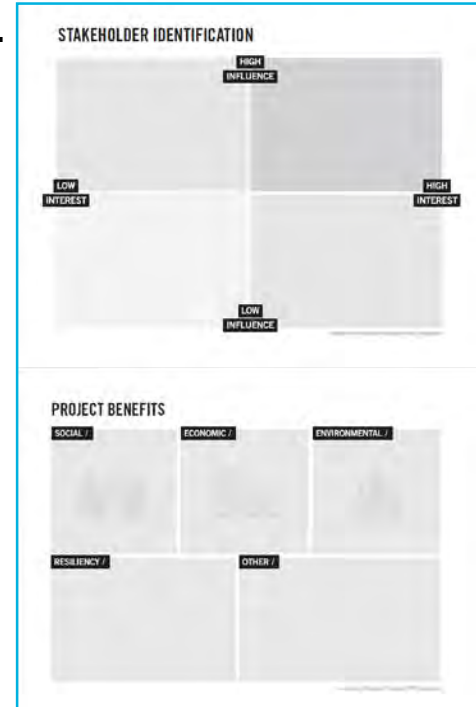 STAKEHOLDER IDENTIFICATION
HIGH
INFLUENCE
LOW
INTEREST
HIGH
INTEREST
LOW
INFLUENCE
PROJECT BENEFITS
SOCIAL /
ECONOMIC /
ENVIRONMENTAL /
RESILIENCY /
OTHER /